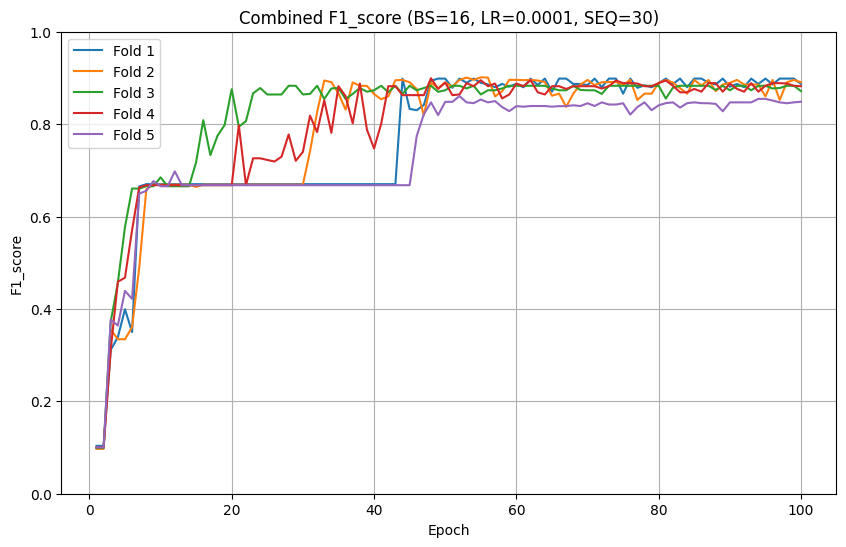 Combined F1_score (BS=16, LR=0.0001, SEQ=30)
Fold 1
Fold 2
Fold 3
Fold 4
Fold 5
1.0
0.8
0.6
0.4
0.2
0.0
F1_score
0 20 40 60 80 100
Epoch